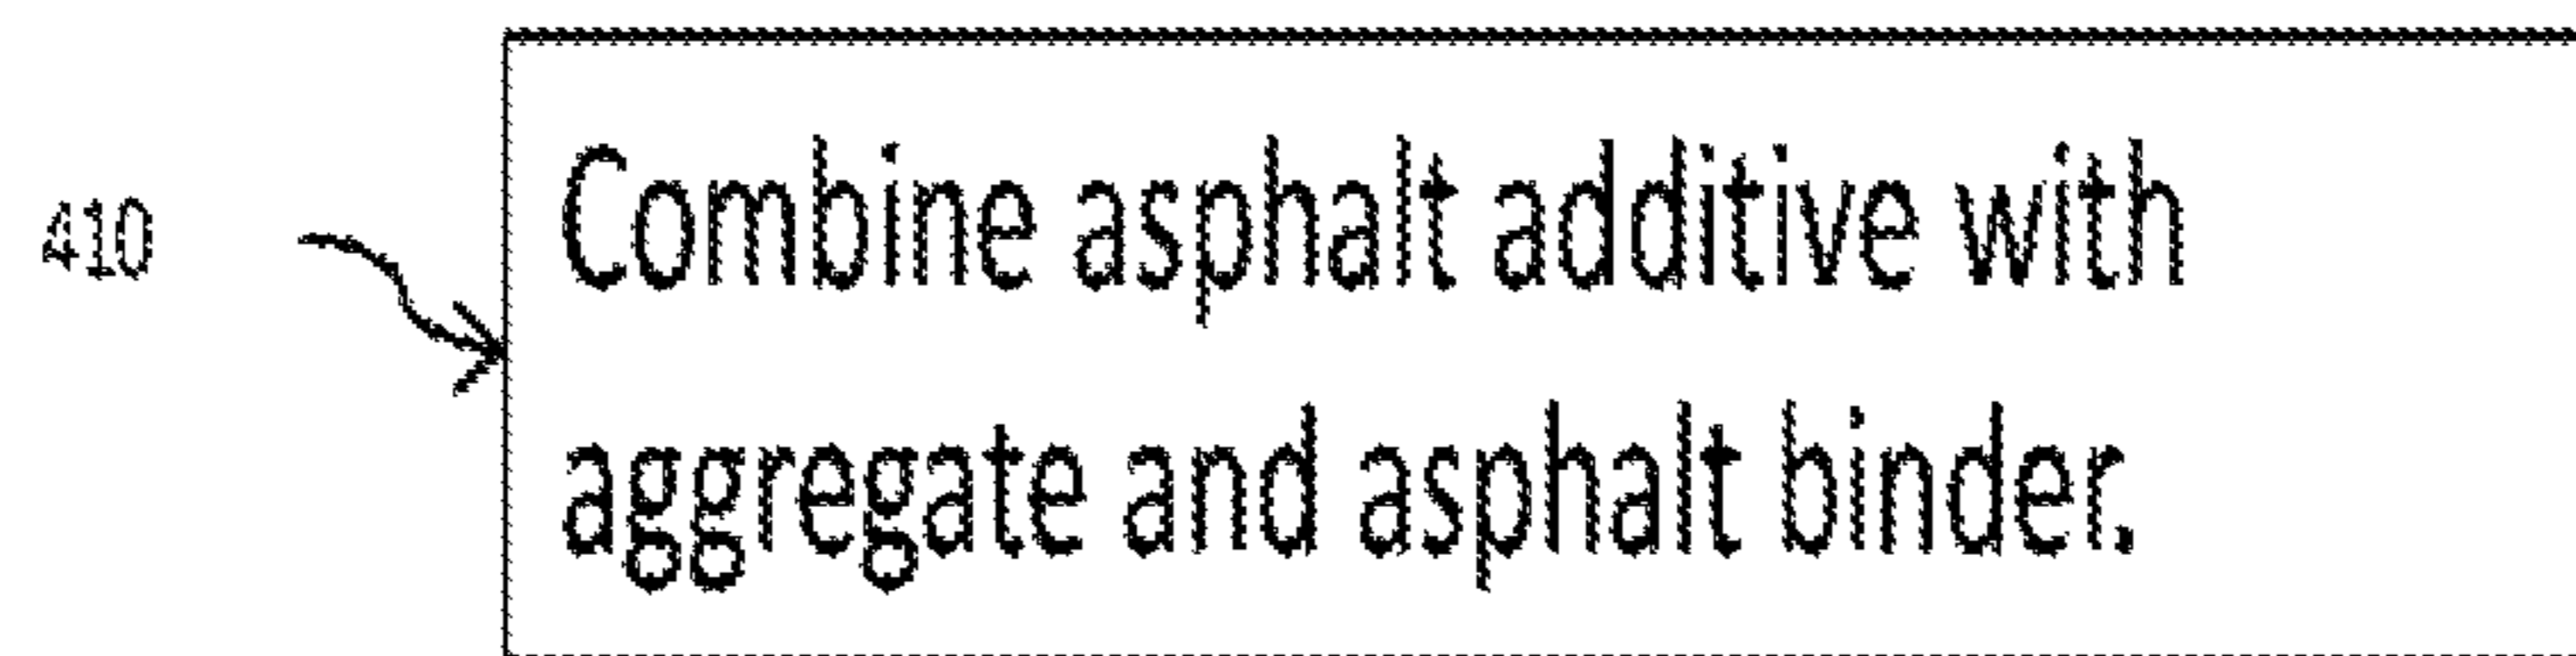 410
Combine asphalt additive with
aggregate and asphalt binder.